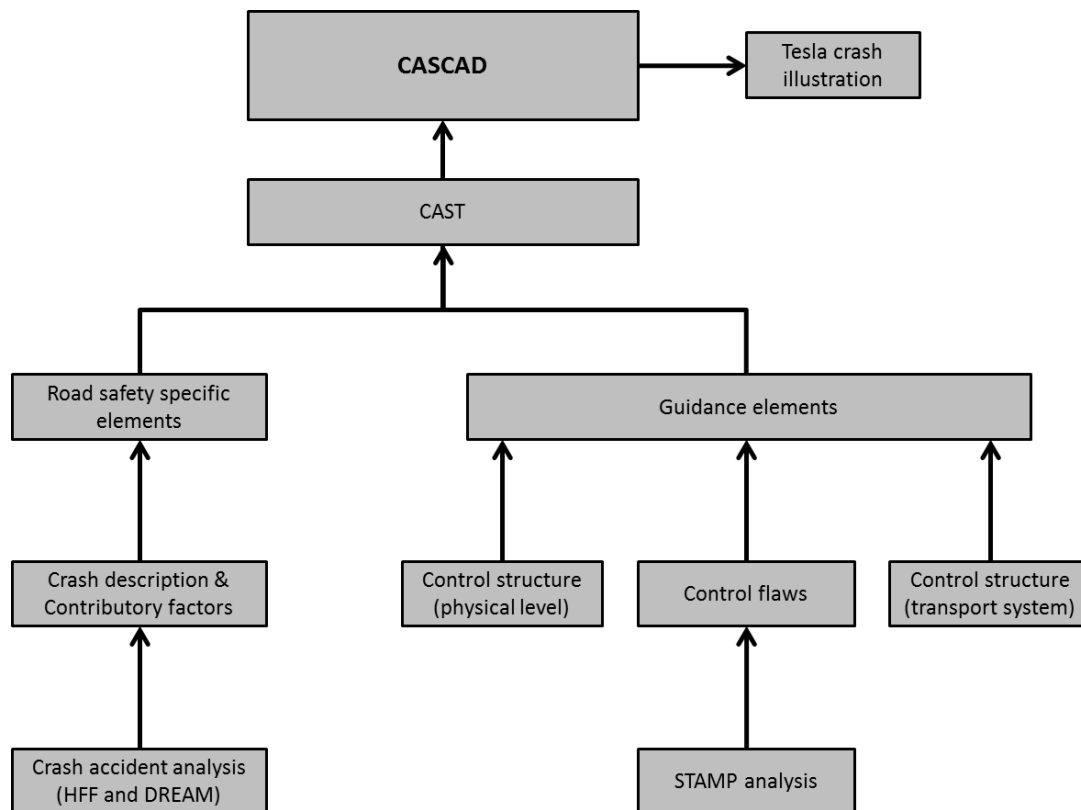 CASCAD
Tesla crash
illustration
CAST
Road safety specific
elements
Guidance elements
Crash description &
Contributory factors
Control structure
(physical level)
Control flaws
Control structure
(transport system)
Crash accident analysis
(HFF and DREAM)
STAMP analysis